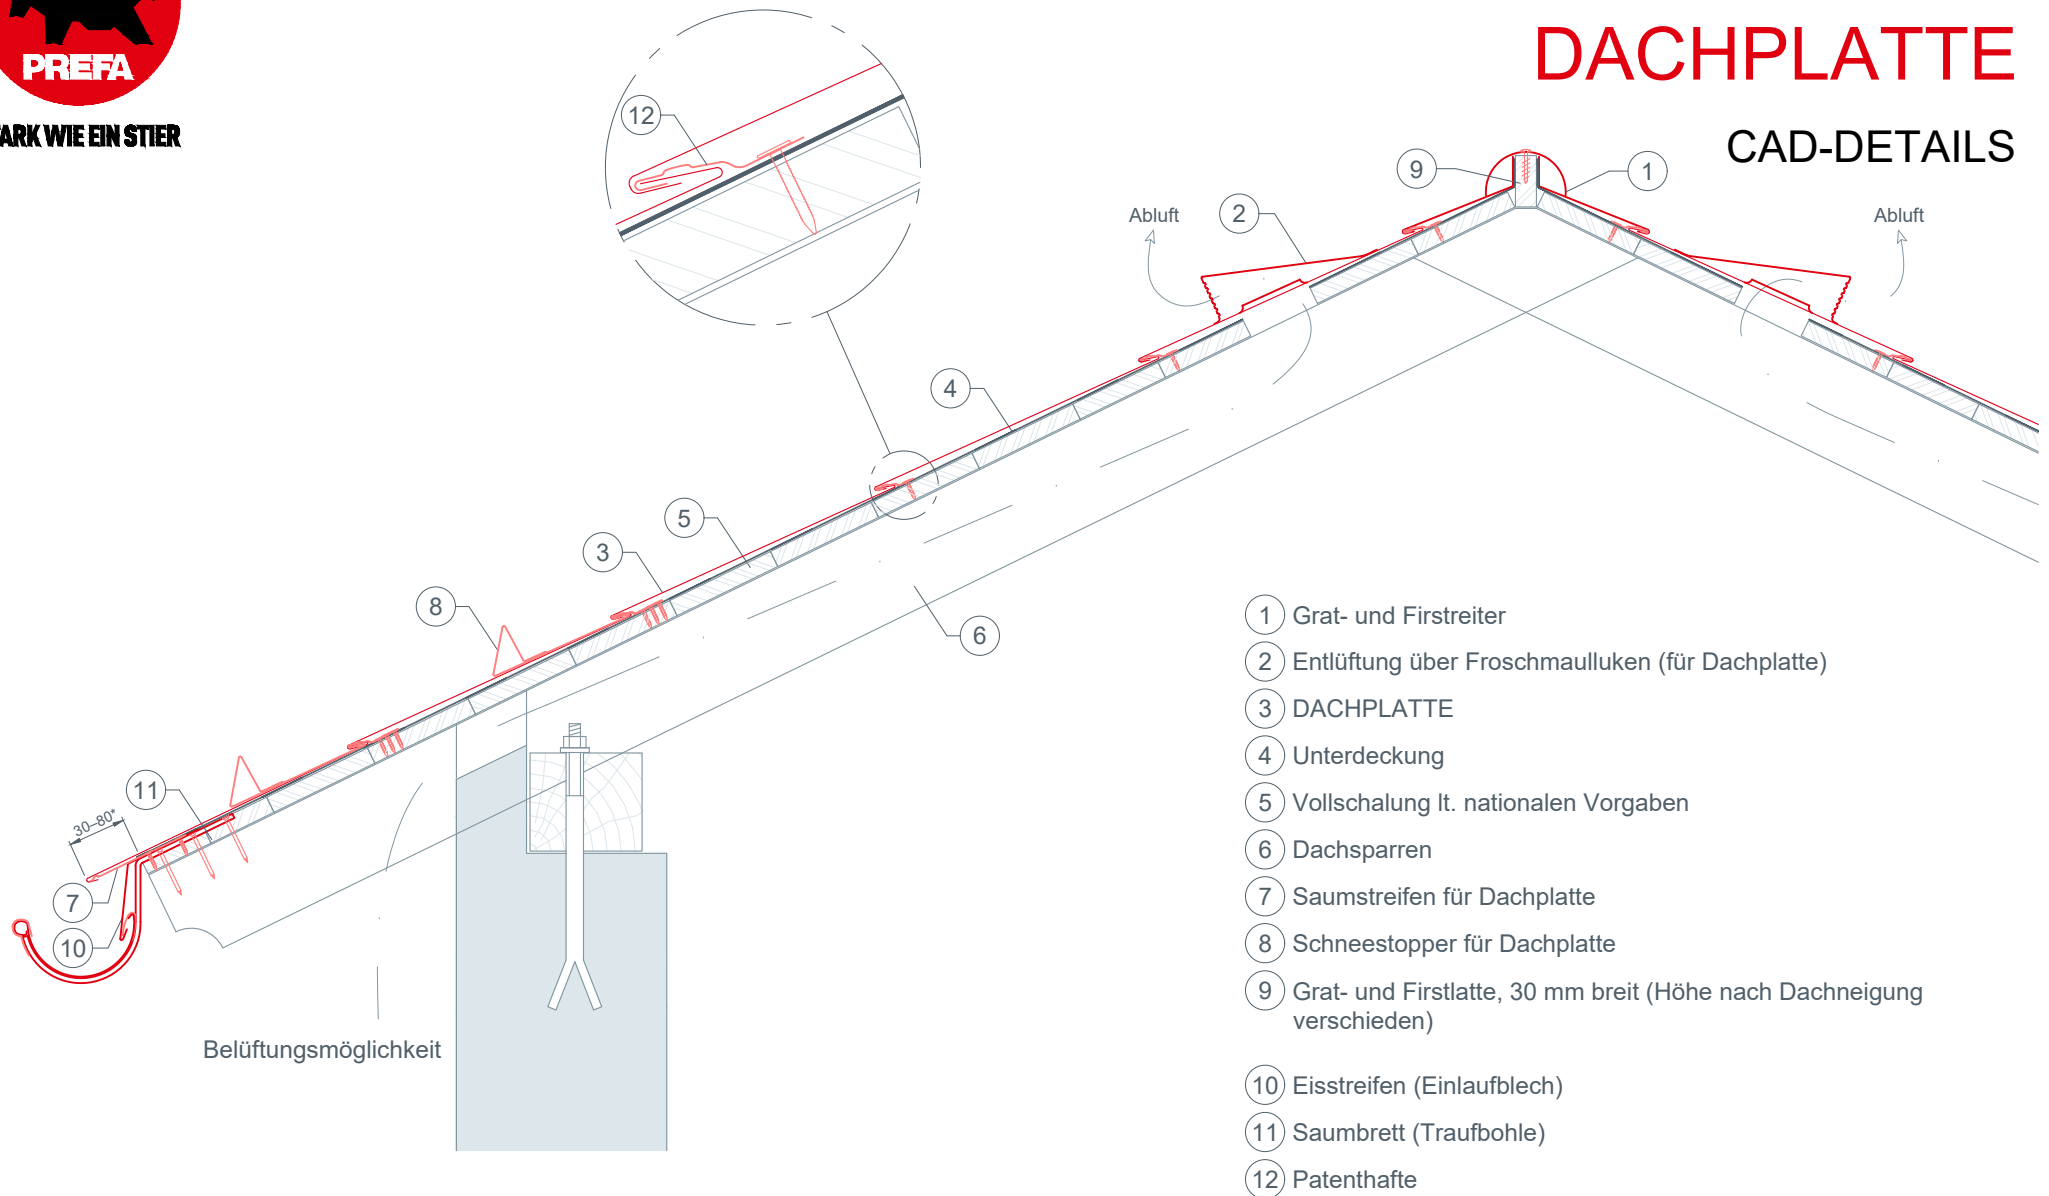 PREFA
ARK WIE EIN STIER
DACHPLATTE
CAD-DETAILS
12
9
1
2
Abluft
Abluft
4
5
3
8
6
11
30–80*
7
10
Belüftungsmöglichkeit
1 Grat- und Firstreiter
2 Entlüftung über Froschmaulluken (für Dachplatte)
3 DACHPLATTE
4 Unterdeckung
5 Vollschalung lt. nationalen Vorgaben
6 Dachsparren
7 Saumstreifen für Dachplatte
8 Schneestopper für Dachplatte
9 Grat- und Firstlatte, 30 mm breit (Höhe nach Dachneigung
verschieden)
10 Eisstreifen (Einlaufblech)
11 Saumbrett (Traufbohle)
12 Patenthafte